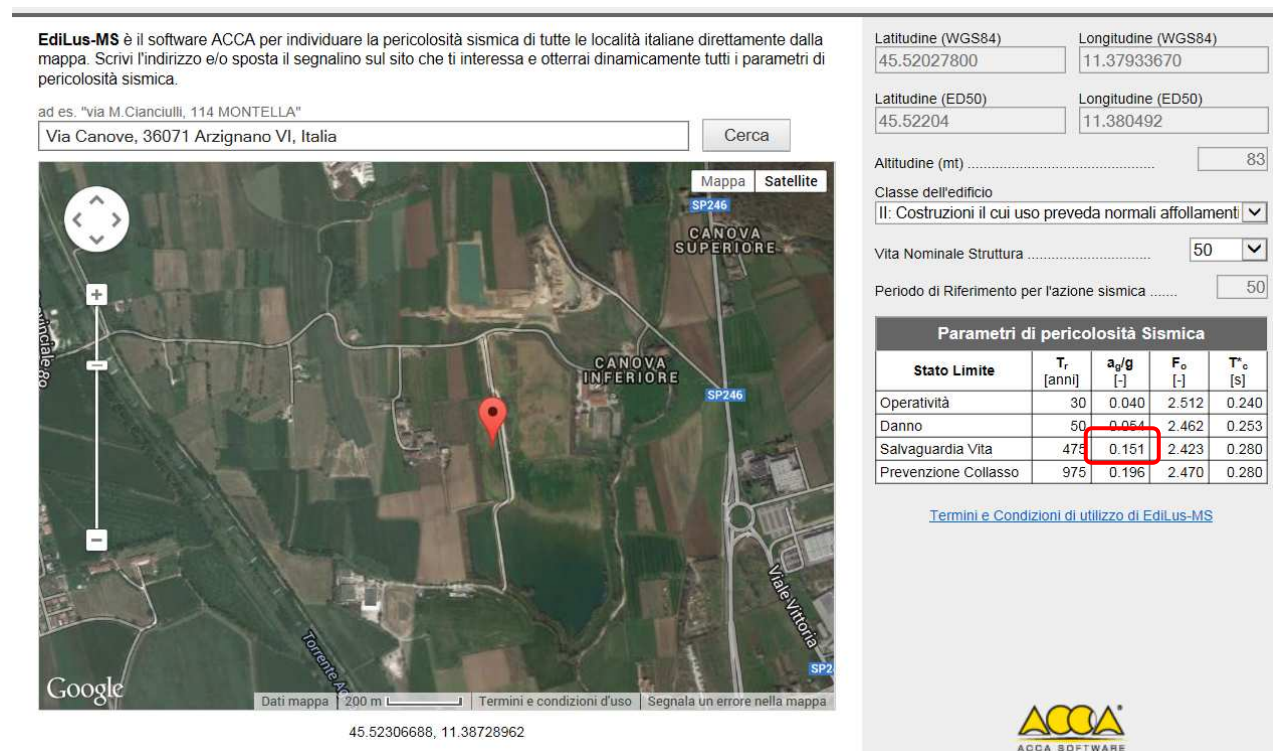 EdiLus-MS è il software ACCA per individuare la pericolosità sismica di tutte le località italiane direttamente dalla
mappa. Scrivi l'indirizzo e/o sposta il segnalino sul sito che ti interessa e otterrai dinamicamente tutti i parametri di
pericolosità sismica.
ad es. "via M.Cianciulli, 114 MONTELLA"
Via Canove, 36071 Arzignano VI, Italia
Cerca
Mappa Satellite
SP246
CANOVA
SUPERIORE
CANOVA
INFERIORE
SP246
Viale Vittoria
Torrente
Google
Dati mappa 200 m Termini e condizioni d'uso Segnala un errore nella mappa
45.52306688, 11.38728962
Latitudine (WGS84) Longitudine (WGS84)
45.52027800 11.37933670
Latitudine (ED50) Longitudine (ED50)
45.52204 11.380492
Altitudine (mt) 83
Classe dell'edificio
II: Costruzioni il cui uso preveda normali affollamenti
Vita Nominale Struttura 50
Periodo di Riferimento per l'azione sismica 50
Parametri di pericolosità Sismica
Stato Limite Tr [anni] ag/g [-] Fo [-] T*c [s]
Operatività 30 0.040 2.512 0.240
Danno 50 0.054 2.462 0.253
Salvaguardia Vita 475 0.151 2.423 0.280
Prevenzione Collasso 975 0.196 2.470 0.280
Termini e Condizioni di utilizzo di EdiLus-MS
ACCA
ACCA SOFTWARE